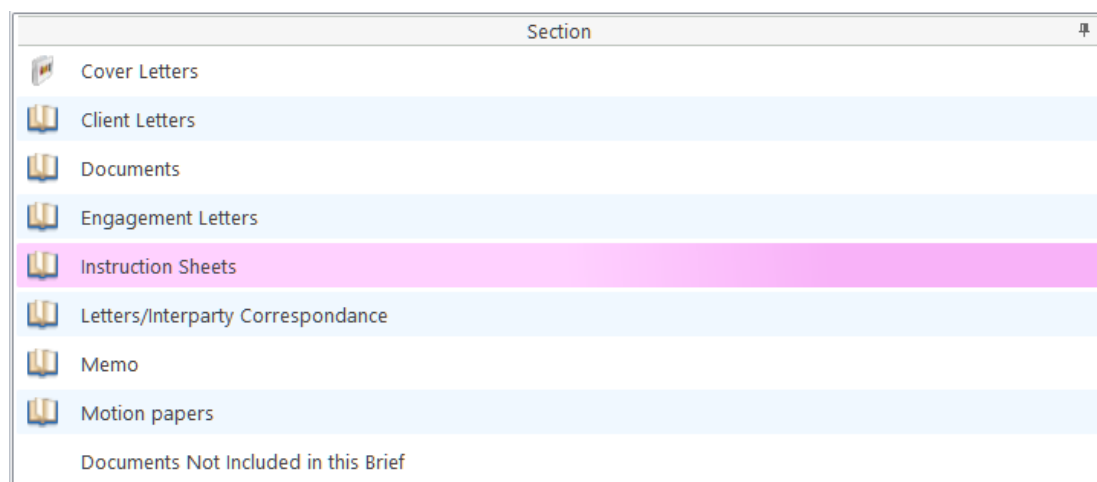 Section
Cover Letters
Client Letters
Documents
Engagement Letters
Instruction Sheets
Letters/Interparty Correspondance
Memo
Motion papers
Documents Not Included in this Brief